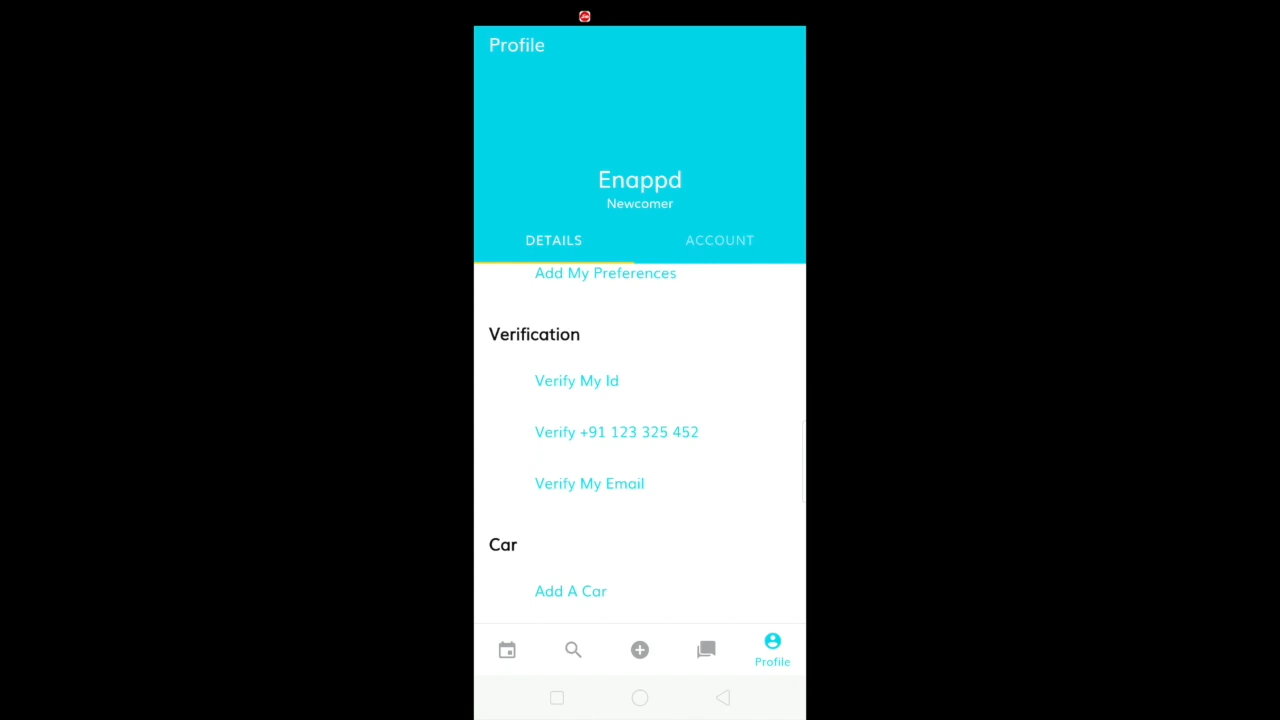 Profile
Enappd
Newcomer
DETAILS
ACCOUNT
Add My Preferences
Verification
Verify My Id
Verify +91 123 325 452
Verify My Email
Car
Add A Car
Profile